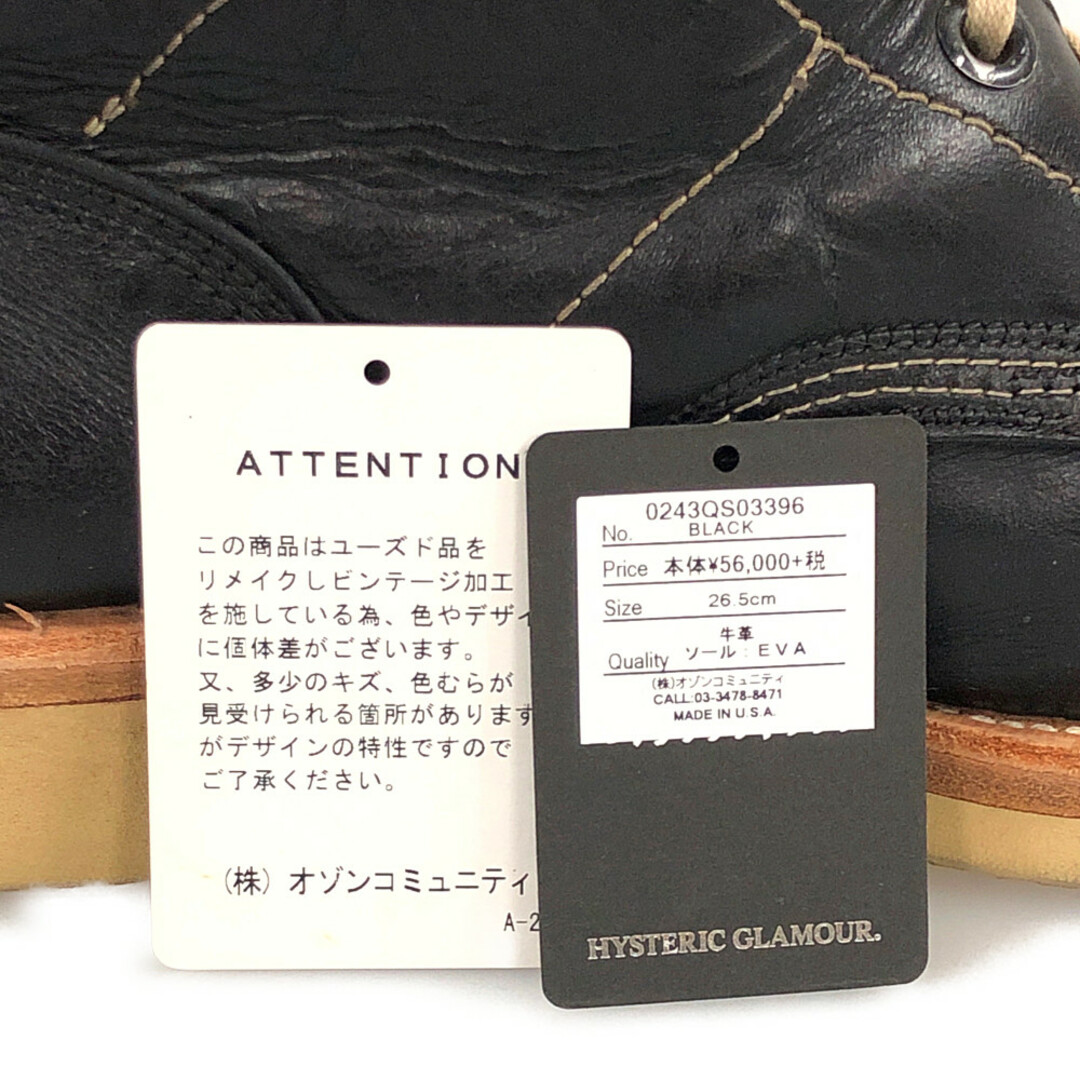 ATTENTION
この商品はユーズド品を
リメイクしビンテージ加工
を施している為、色やデザイ
に個体差がございます。
又、多少のキズ、色むらが
見受けられる箇所があります
がデザインの特性ですので
ご了承ください。
(株) オゾンコミュニティ
A-2
No. 0243QS03396
BLACK
Price 本体¥56,000+税
Size 26.5cm
牛革
Quality ソール:EVA
(株)オゾンコミュニティ
CALL:03-3478-8471
MADE IN U.S.A.
HYSTERIC GLAMOUR.